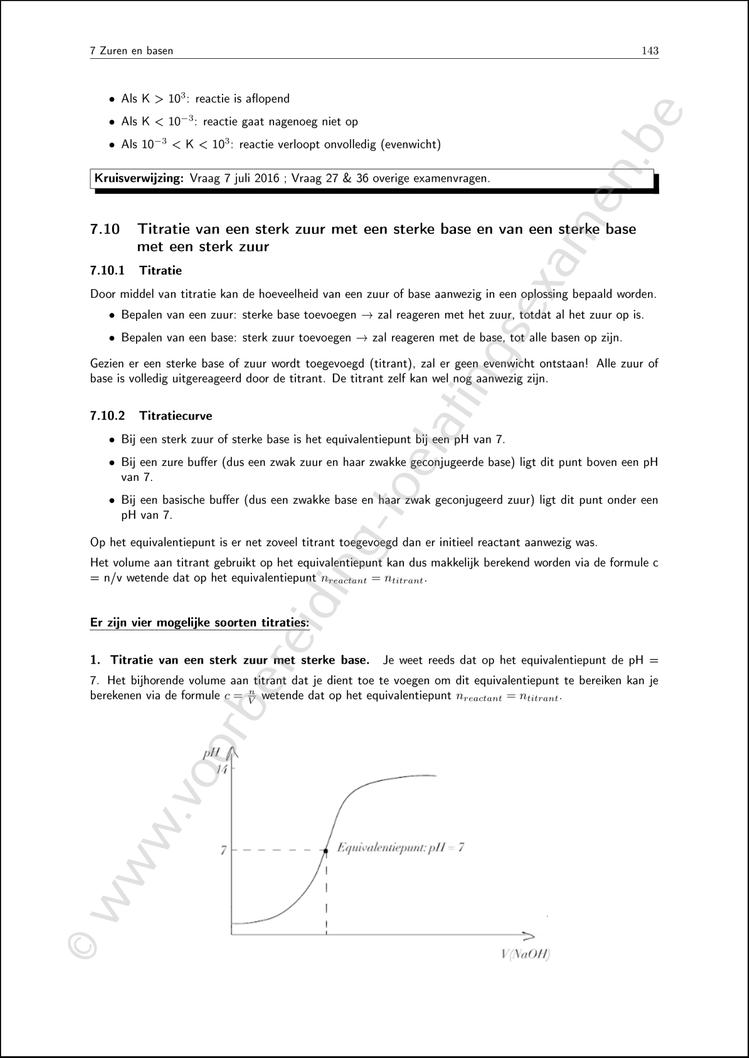 7 Zuren en basen 143
• Als K > 10³: reactie is aflopend
• Als K < 10⁻³: reactie gaat nagenoeg niet op
• Als 10⁻³ < K < 10³: reactie verloopt onvolledig (evenwicht)
Kruisverwijzing: Vraag 7 juli 2016 ; Vraag 27 & 36 overige examenvragen.
7.10 Titratie van een sterk zuur met een sterke base en van een sterke base
met een sterk zuur
7.10.1 Titratie
Door middel van titratie kan de hoeveelheid van een zuur of base aanwezig in een oplossing bepaald worden.
• Bepalen van een zuur: sterke base toevoegen → zal reageren met het zuur, totdat al het zuur op is.
• Bepalen van een base: sterk zuur toevoegen → zal reageren met de base, tot alle basen op zijn.
Gezien er een sterke base of zuur wordt toegevoegd (titrant), zal er geen evenwicht ontstaan! Alle zuur of
base is volledig uitgereageerd door de titrant. De titrant zelf kan wel nog aanwezig zijn.
7.10.2 Titratiecurve
• Bij een sterk zuur of sterke base is het equivalentiepunt bij een pH van 7.
• Bij een zure buffer (dus een zwak zuur en haar zwakke geconjugeerde base) ligt dit punt boven een pH
van 7.
• Bij een basische buffer (dus een zwakke base en haar zwak geconjugeerd zuur) ligt dit punt onder een
pH van 7.
Op het equivalentiepunt is er net zoveel titrant toegevoegd dan er initieel reactant aanwezig was.
Het volume aan titrant gebruikt op het equivalentiepunt kan dus makkelijk berekend worden via de formule c
= n/v wetende dat op het equivalentiepunt n_reactant = n_titrant.
Er zijn vier mogelijke soorten titraties:
1. Titratie van een sterk zuur met sterke base. Je weet reeds dat op het equivalentiepunt de pH =
7. Het bijhorende volume aan titrant dat je dient toe te voegen om dit equivalentiepunt te bereiken kan je
berekenen via de formule c = n/V wetende dat op het equivalentiepunt n_reactant = n_titrant.
pH
14
7
Equivalentiepunt: pH = 7
V(NaOH)
© www.voorbereiding-toelatingsexamen.be